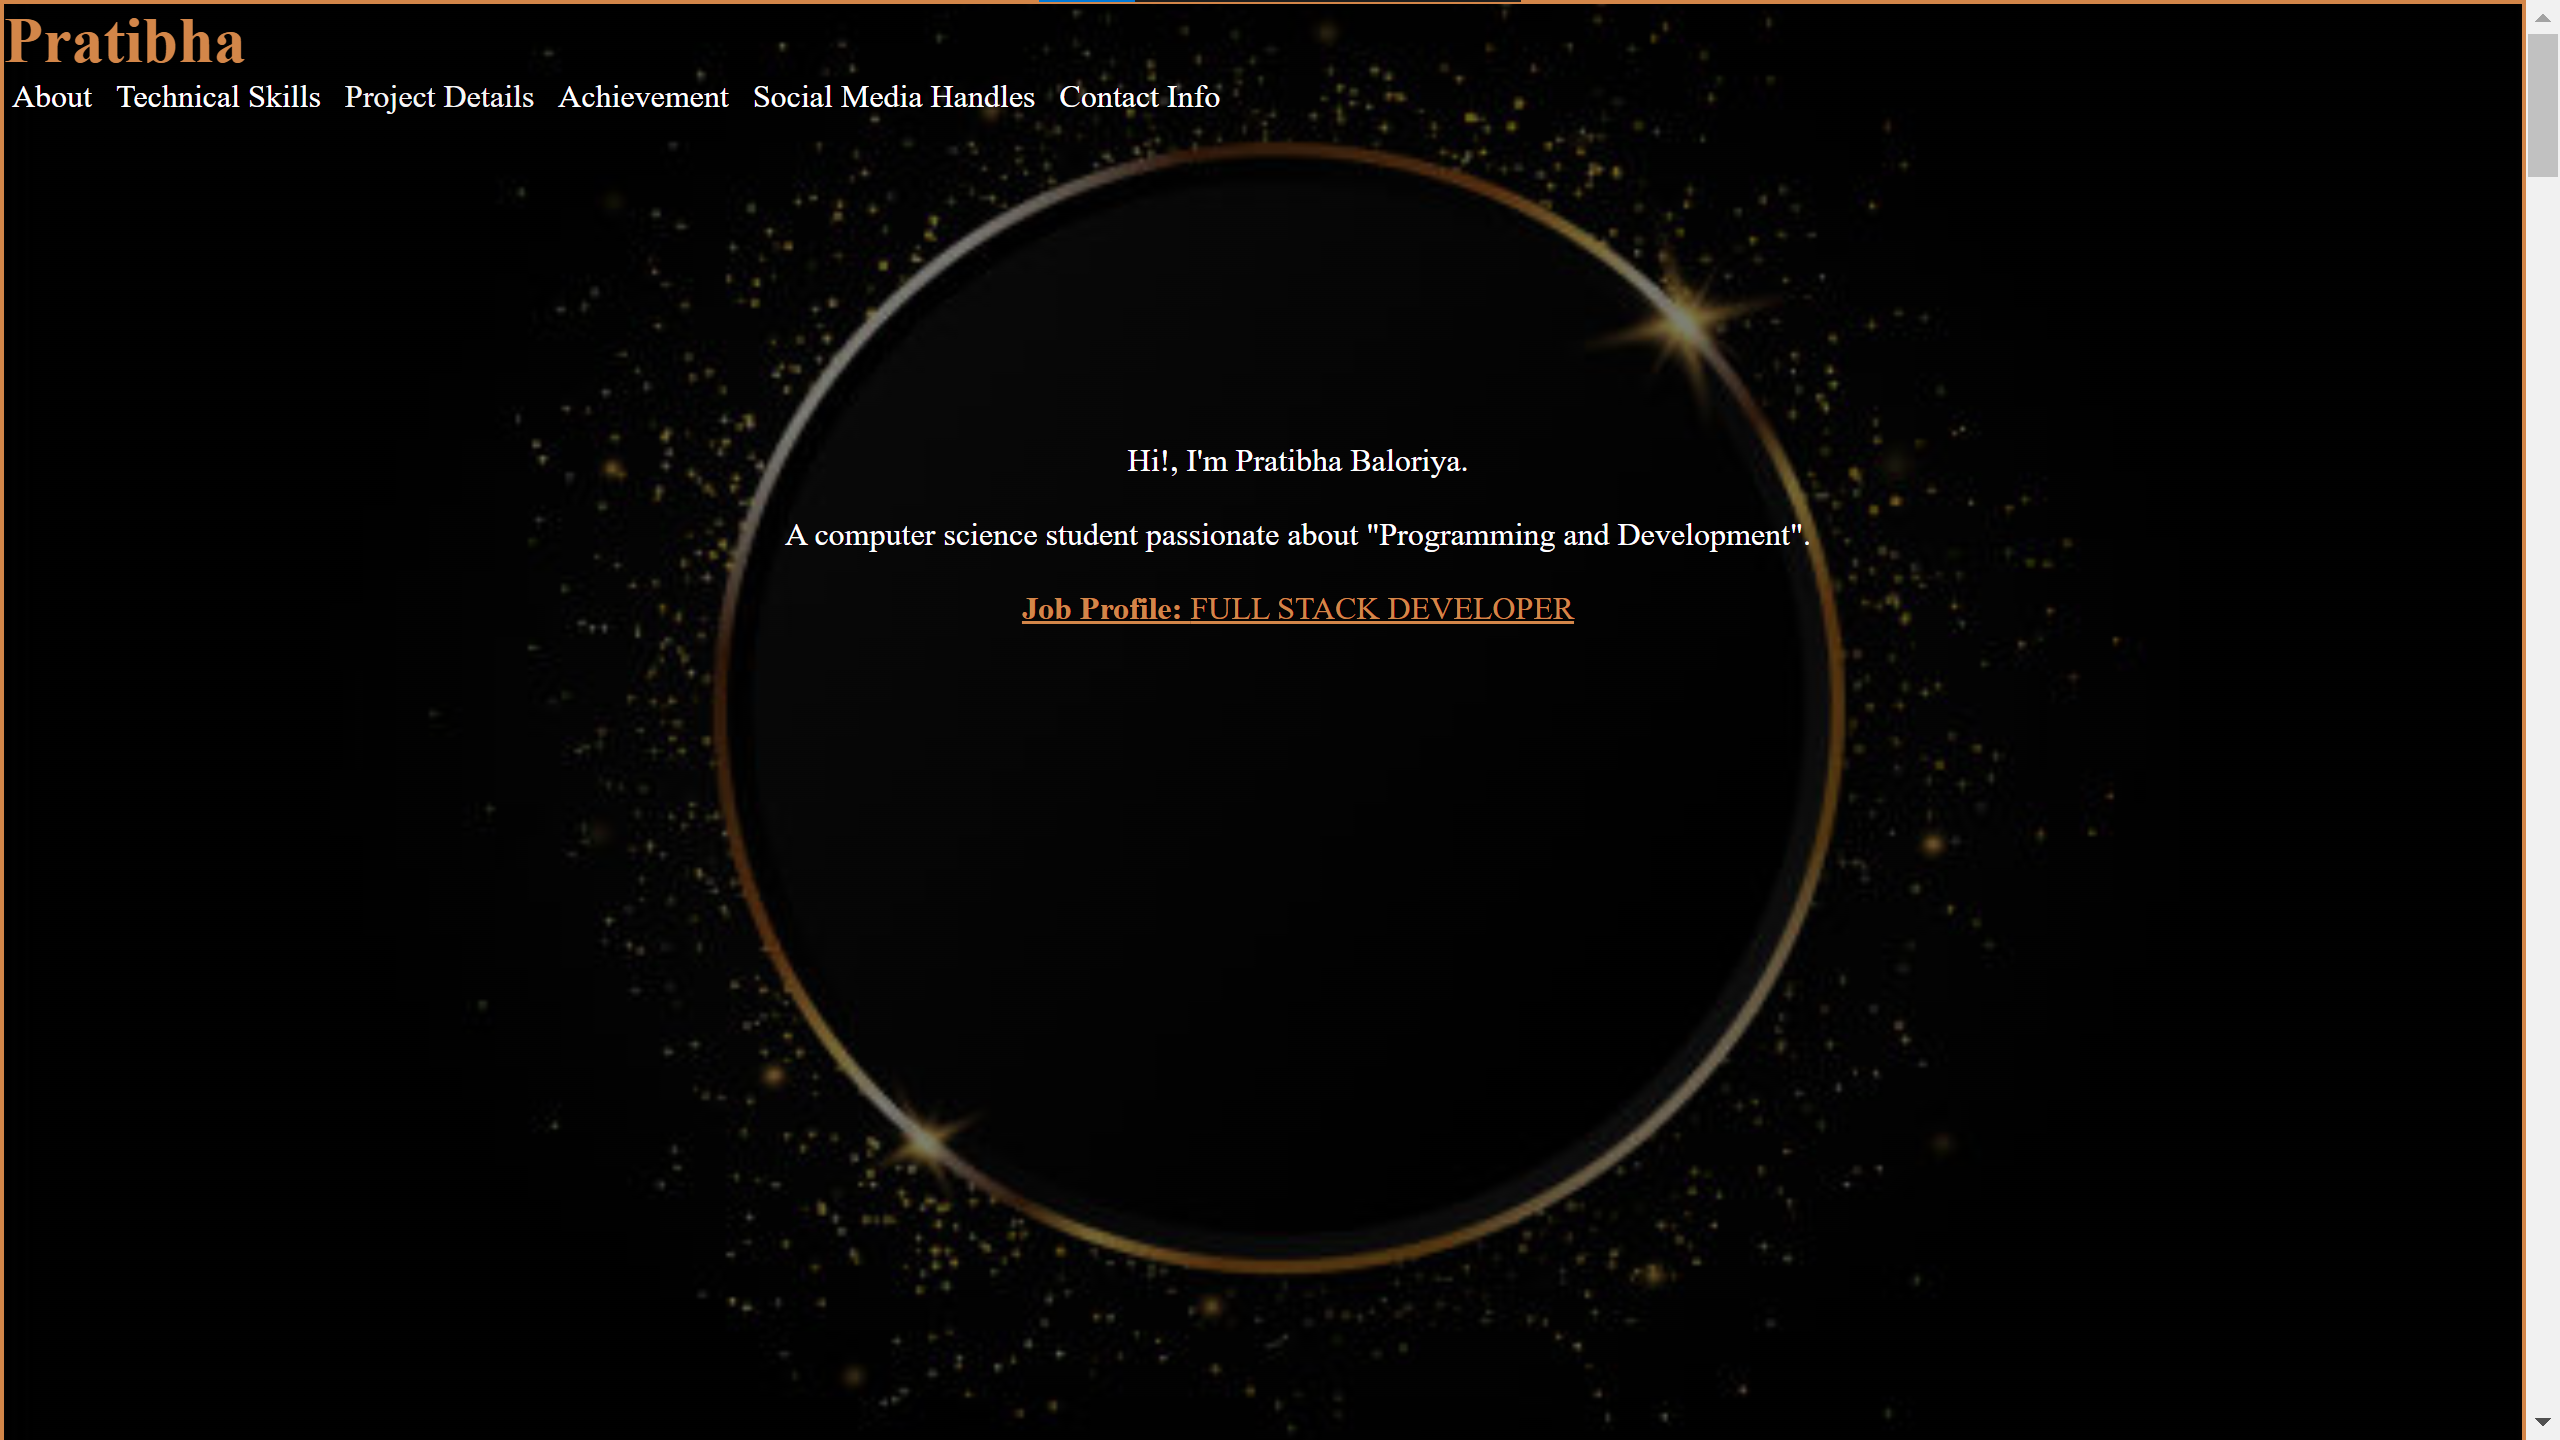 Pratibha
About Technical Skills Project Details Achievement Social Media Handles Contact Info
Hi!, I'm Pratibha Baloriya.
A computer science student passionate about "Programming and Development".
Job Profile: FULL STACK DEVELOPER